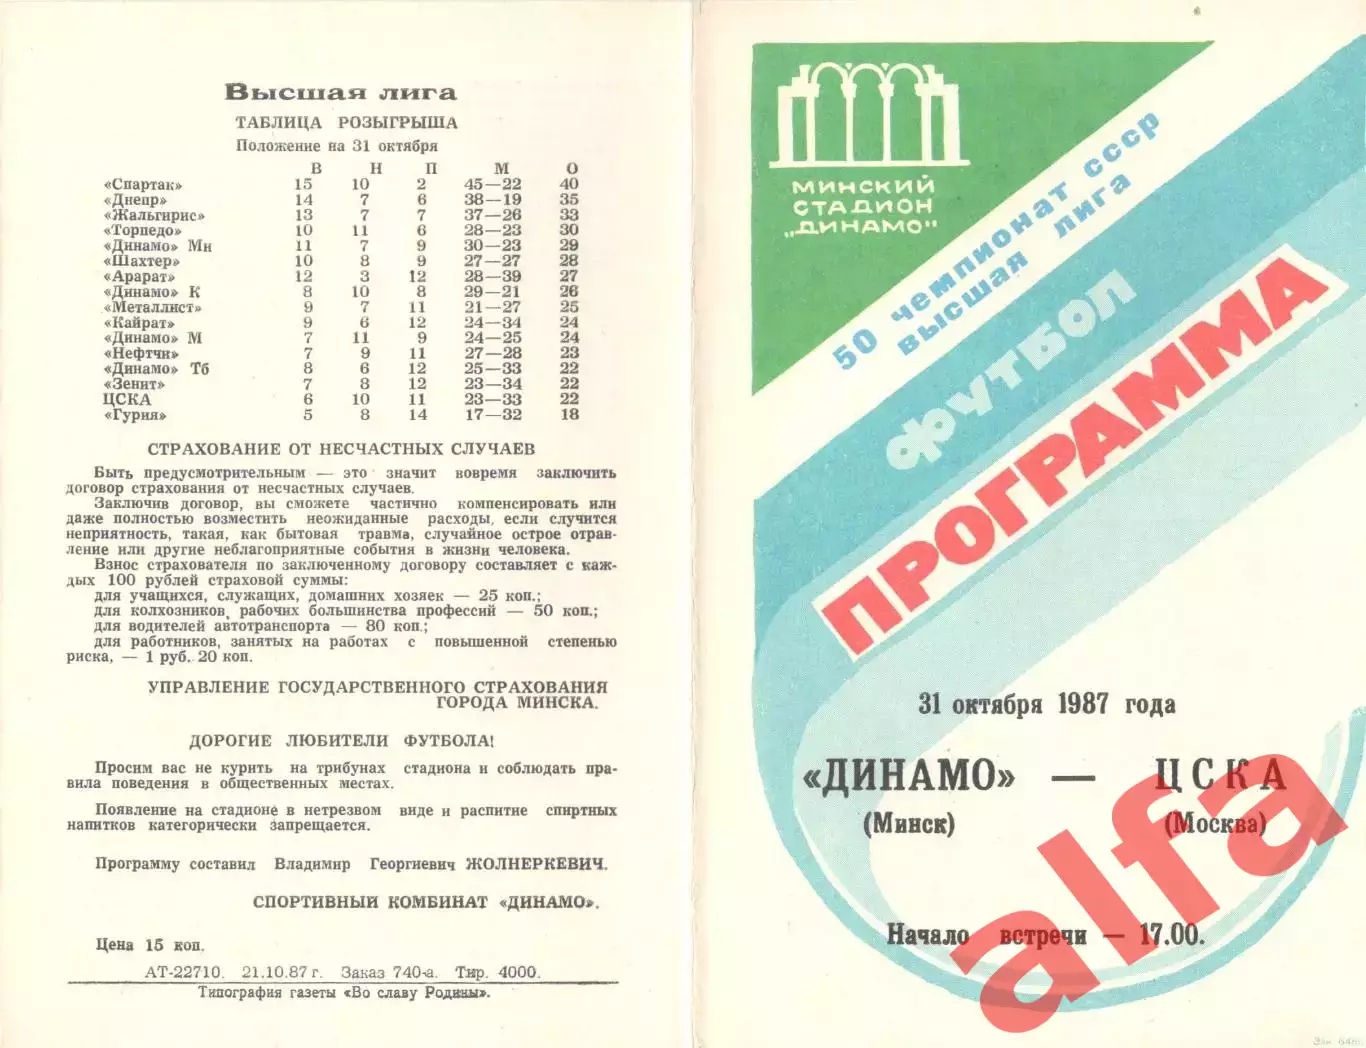 Высшая лига
ТАБЛИЦА РОЗЫГРЫША
Положение на 31 октября
В Н П М О
«Спартак» 15 10 2 45—22 40
«Днепр» 14 7 6 38—19 35
«Жальгирис» 13 7 7 37—26 33
«Торпедо» 10 11 6 28—23 30
«Динамо» Мн 11 7 9 30—23 29
«Шахтер» 10 8 9 27—27 28
«Арарат» 12 3 12 28—39 27
«Динамо» К 8 10 8 29—21 26
«Металлист» 9 7 11 21—27 25
«Кайрат» 9 6 12 24—34 24
«Динамо» М 7 11 9 24—25 24
«Нефтчи» 7 9 11 27—28 23
«Динамо» Тб 8 6 12 25—33 22
«Зенит» 7 8 12 23—34 22
ЦСКА 6 10 11 23—33 22
«Гурия» 5 8 14 17—32 18
СТРАХОВАНИЕ ОТ НЕСЧАСТНЫХ СЛУЧАЕВ
Быть предусмотрительным — это значит вовремя заключить
договор страхования от несчастных случаев.
Заключив договор, вы сможете частично компенсировать или
даже полностью возместить неожиданные расходы, если случится
неприятность, такая, как бытовая травма, случайное острое отрав-
ление или другие неблагоприятные события в жизни человека.
Взнос страхователя по заключенному договору составляет с каж-
дых 100 рублей страховой суммы:
для учащихся, служащих, домашних хозяек — 25 коп.;
для колхозников, рабочих большинства профессий — 50 коп.;
для водителей автотранспорта — 80 коп.;
для работников, занятых на работах с повышенной степенью
риска, — 1 руб. 20 коп.
УПРАВЛЕНИЕ ГОСУДАРСТВЕННОГО СТРАХОВАНИЯ
ГОРОДА МИНСКА.
ДОРОГИЕ ЛЮБИТЕЛИ ФУТБОЛА!
Просим вас не курить на трибунах стадиона и соблюдать пра-
вила поведения в общественных местах.
Появление на стадионе в нетрезвом виде и распитие спиртных
напитков категорически запрещается.
Программу составил Владимир Георгиевич ЖОЛНЕРКЕВИЧ.
СПОРТИВНЫЙ КОМБИНАТ «ДИНАМО».
Цена 15 коп.
АТ-22710. 21.10.87 г. Заказ 740-а. Тир. 4000.
Типография газеты «Во славу Родины».
МИНСКИЙ
СТАДИОН
„ДИНАМО"
50 чемпионат СССР
высшая лига
ФУТБОЛ
ПРОГРАММА
31 октября 1987 года
«ДИНАМО» — ЦСКА
(Минск) (Москва)
Начало встречи — 17.00.
alfa